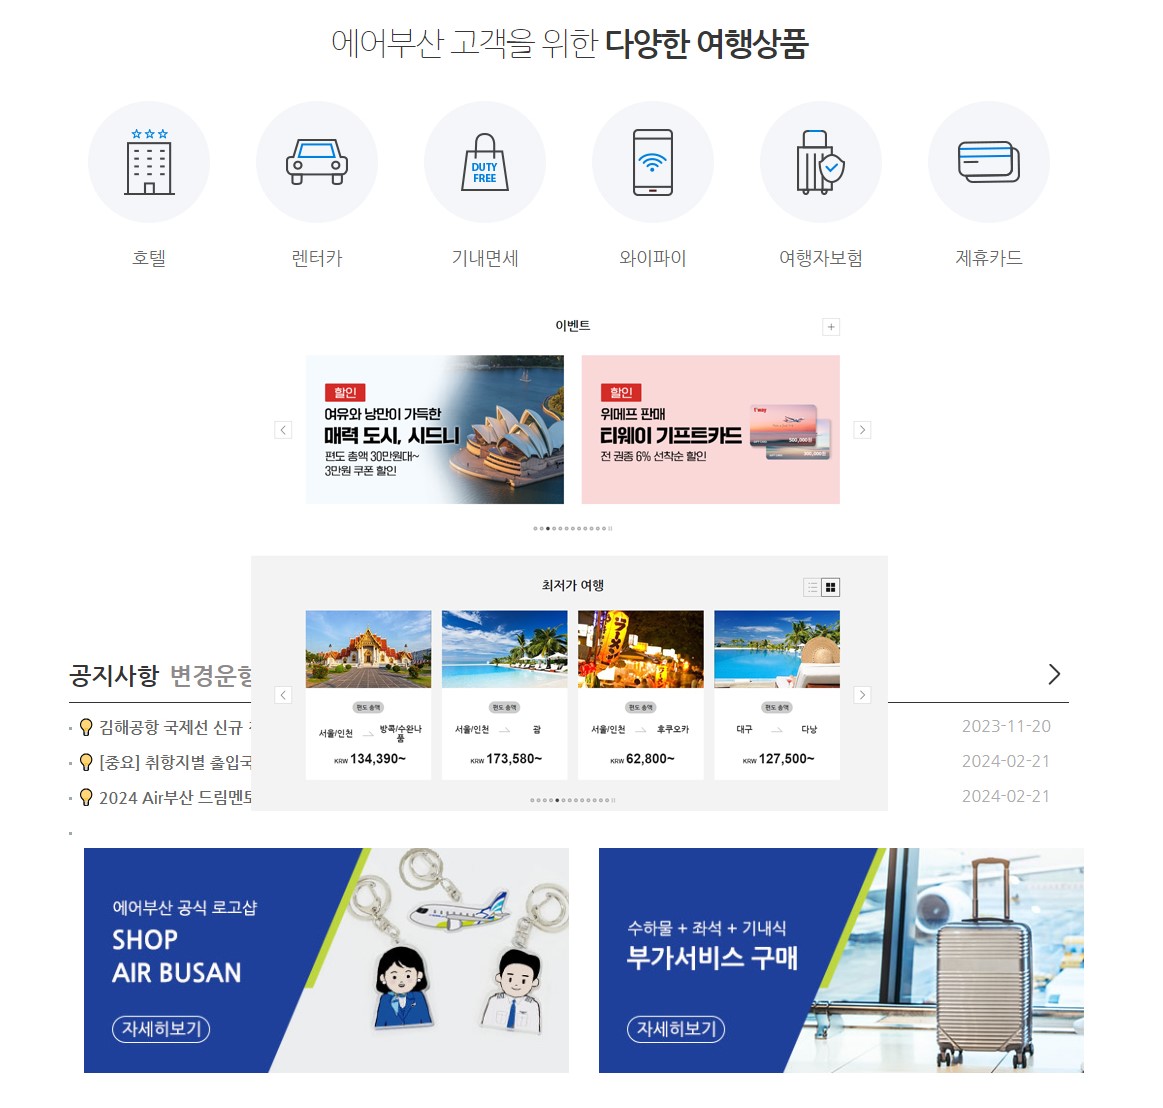 에어부산 고객을 위한 다양한 여행상품
DUTY
FREE
호텔 렌터카 기내면세 와이파이 여행자보험 제휴카드
이벤트
할인
여유와 낭만이 가득한
매력 도시, 시드니
편도 총액 30만원대~
3만원 쿠폰 할인
할인
위메프 판매
티웨이 기프트카드
전 권종 6% 선착순 할인
t'way
500,000원
300,000원
최저가 여행
편도 총액
서울/인천 방콕/수완나품
KRW 134,390~
편도 총액
서울/인천 괌
KRW 173,580~
편도 총액
서울/인천 후쿠오카
KRW 62,800~
편도 총액
대구 다낭
KRW 127,500~
공지사항 변경운항
김해공항 국제선 신규
2023-11-20
[중요] 취항지별 출입국
2024-02-21
2024 Air부산 드림멘토
2024-02-21
에어부산 공식 로고샵
SHOP
AIR BUSAN
자세히보기
수하물 + 좌석 + 기내식
부가서비스 구매
자세히보기